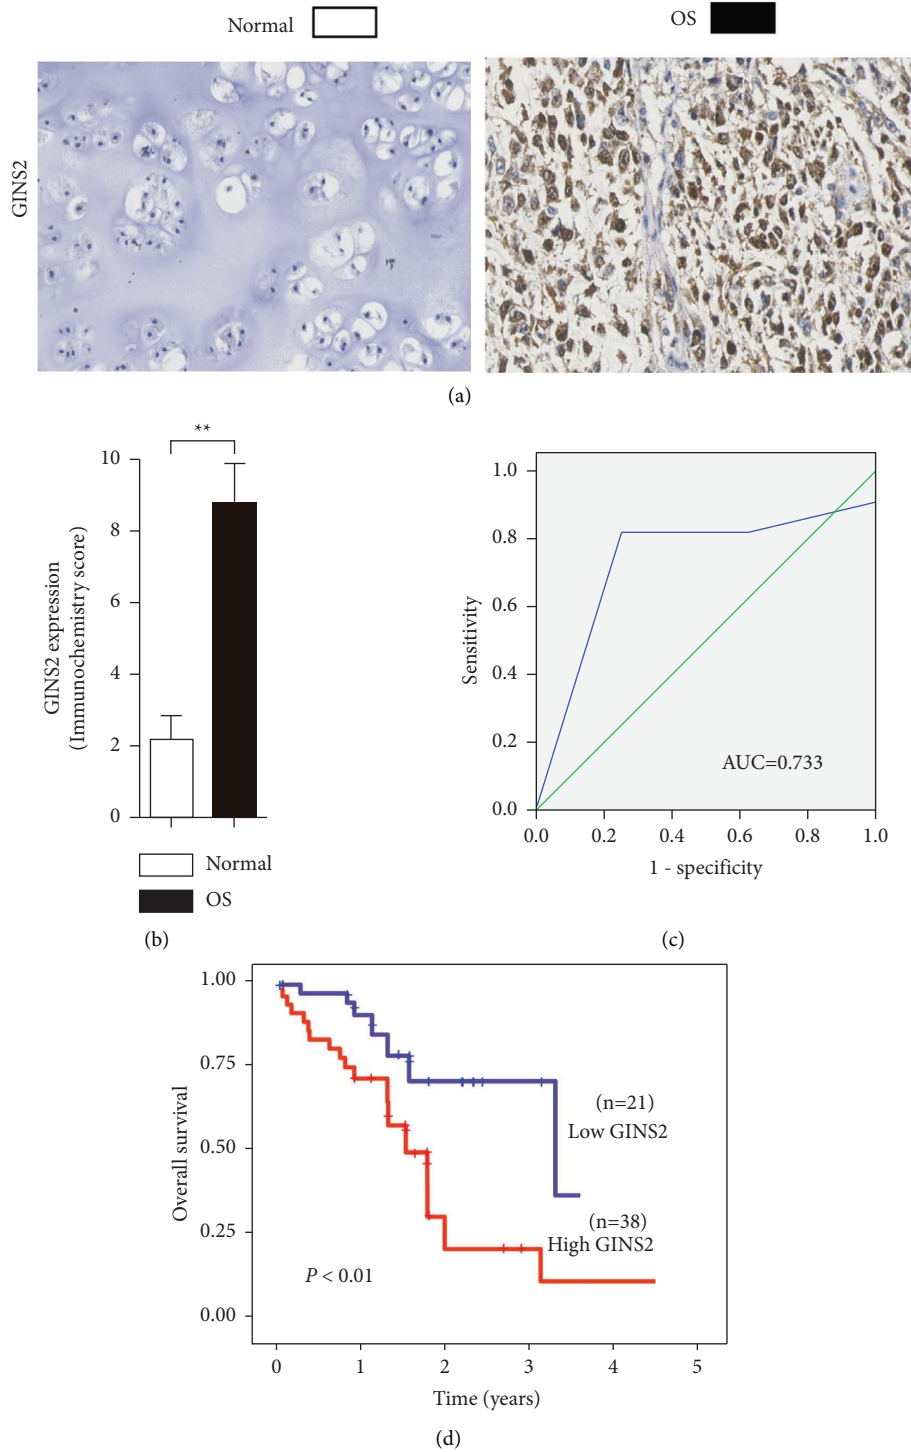 Normal
OS
GINS2
(a)
**
GINS2 expression
(Immunochemistry score)
10
8
6
4
2
0
Normal
OS
(b)
Sensitivity
1.0
0.8
0.6
0.4
0.2
0.0
AUC=0.733
0.0 0.2 0.4 0.6 0.8 1.0
1 - specificity
(c)
Overall survival
1.00
0.75
0.50
0.25
0.00
(n=21)
Low GINS2
(n=38)
High GINS2
P < 0.01
0 1 2 3 4 5
Time (years)
(d)